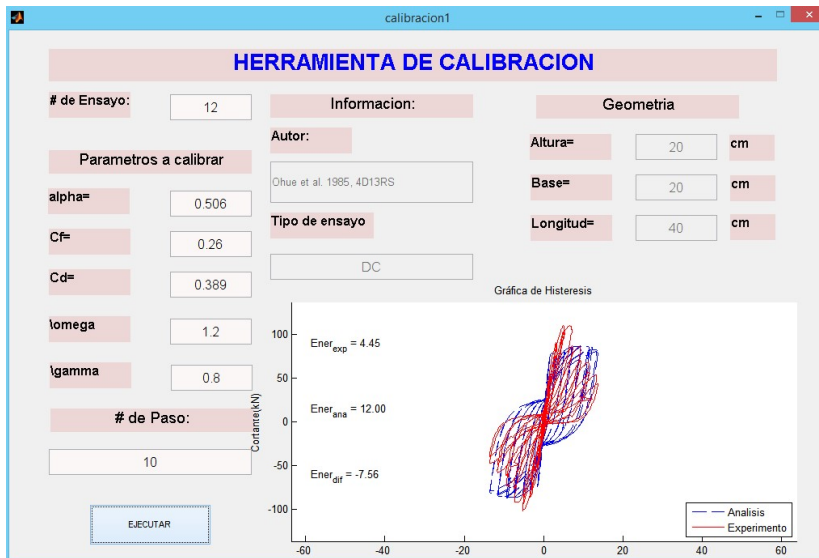 calibracion1
HERRAMIENTA DE CALIBRACION
# de Ensayo:
12
Parametros a calibrar
alpha=
0.506
Cf=
0.26
Cd=
0.389
\omega
1.2
\gamma
0.8
# de Paso:
10
EJECUTAR
Informacion:
Autor:
Ohue et al. 1985, 4D13RS
Tipo de ensayo
DC
Geometria
Altura=
20
cm
Base=
20
cm
Longitud=
40
cm
Gráfica de Histeresis
Cortante(kN)
100
50
0
-50
-100
Ener_exp = 4.45
Ener_ana = 12.00
Ener_dif = -7.56
Analisis
Experimento
-60 -40 -20 0 20 40 60